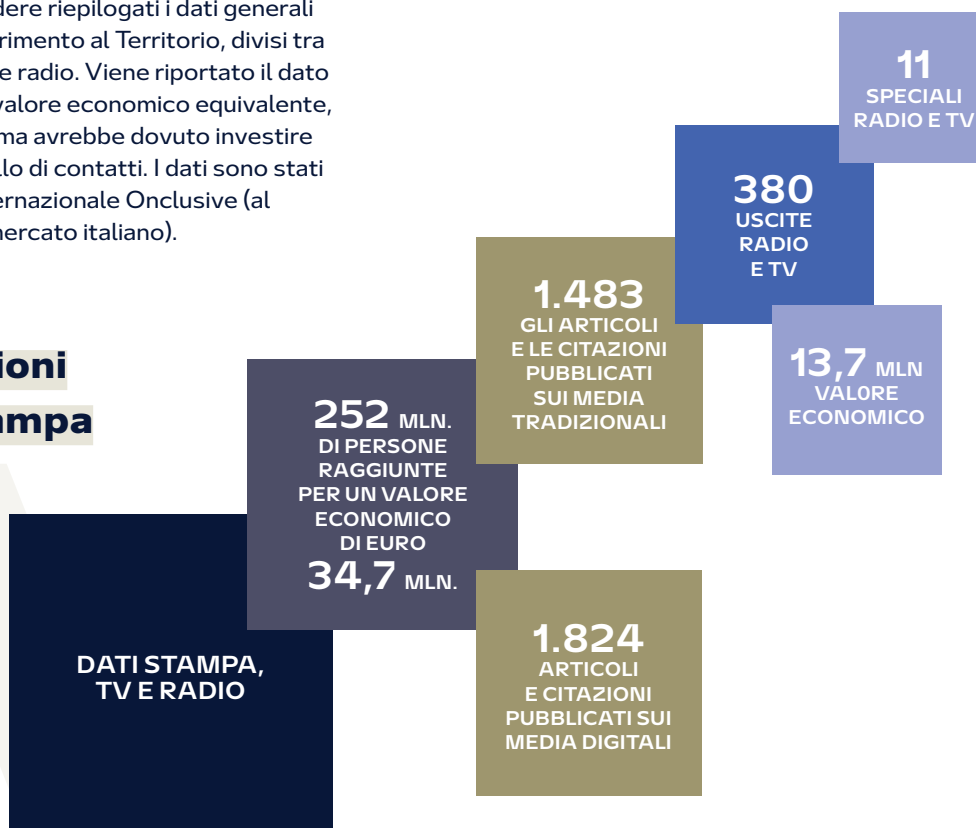 dere riepilogati i dati generali
rimento al Territorio, divisi tra
e radio. Viene riportato il dato
valore economico equivalente,
ma avrebbe dovuto investire
llo di contatti. I dati sono stati
ernazionale Onclusive (al
mercato italiano).
ioni
ampa
11
SPECIALI
RADIO E TV
380
USCITE
RADIO
E TV
1.483
GLI ARTICOLI
E LE CITAZIONI
PUBBLICATI
SUI MEDIA
TRADIZIONALI
13,7 MLN
VALORE
ECONOMICO
252 MLN.
DI PERSONE
RAGGIUNTE
PER UN VALORE
ECONOMICO
DI EURO
34,7 MLN.
DATI STAMPA,
TV E RADIO
1.824
ARTICOLI
E CITAZIONI
PUBBLICATI SUI
MEDIA DIGITALI